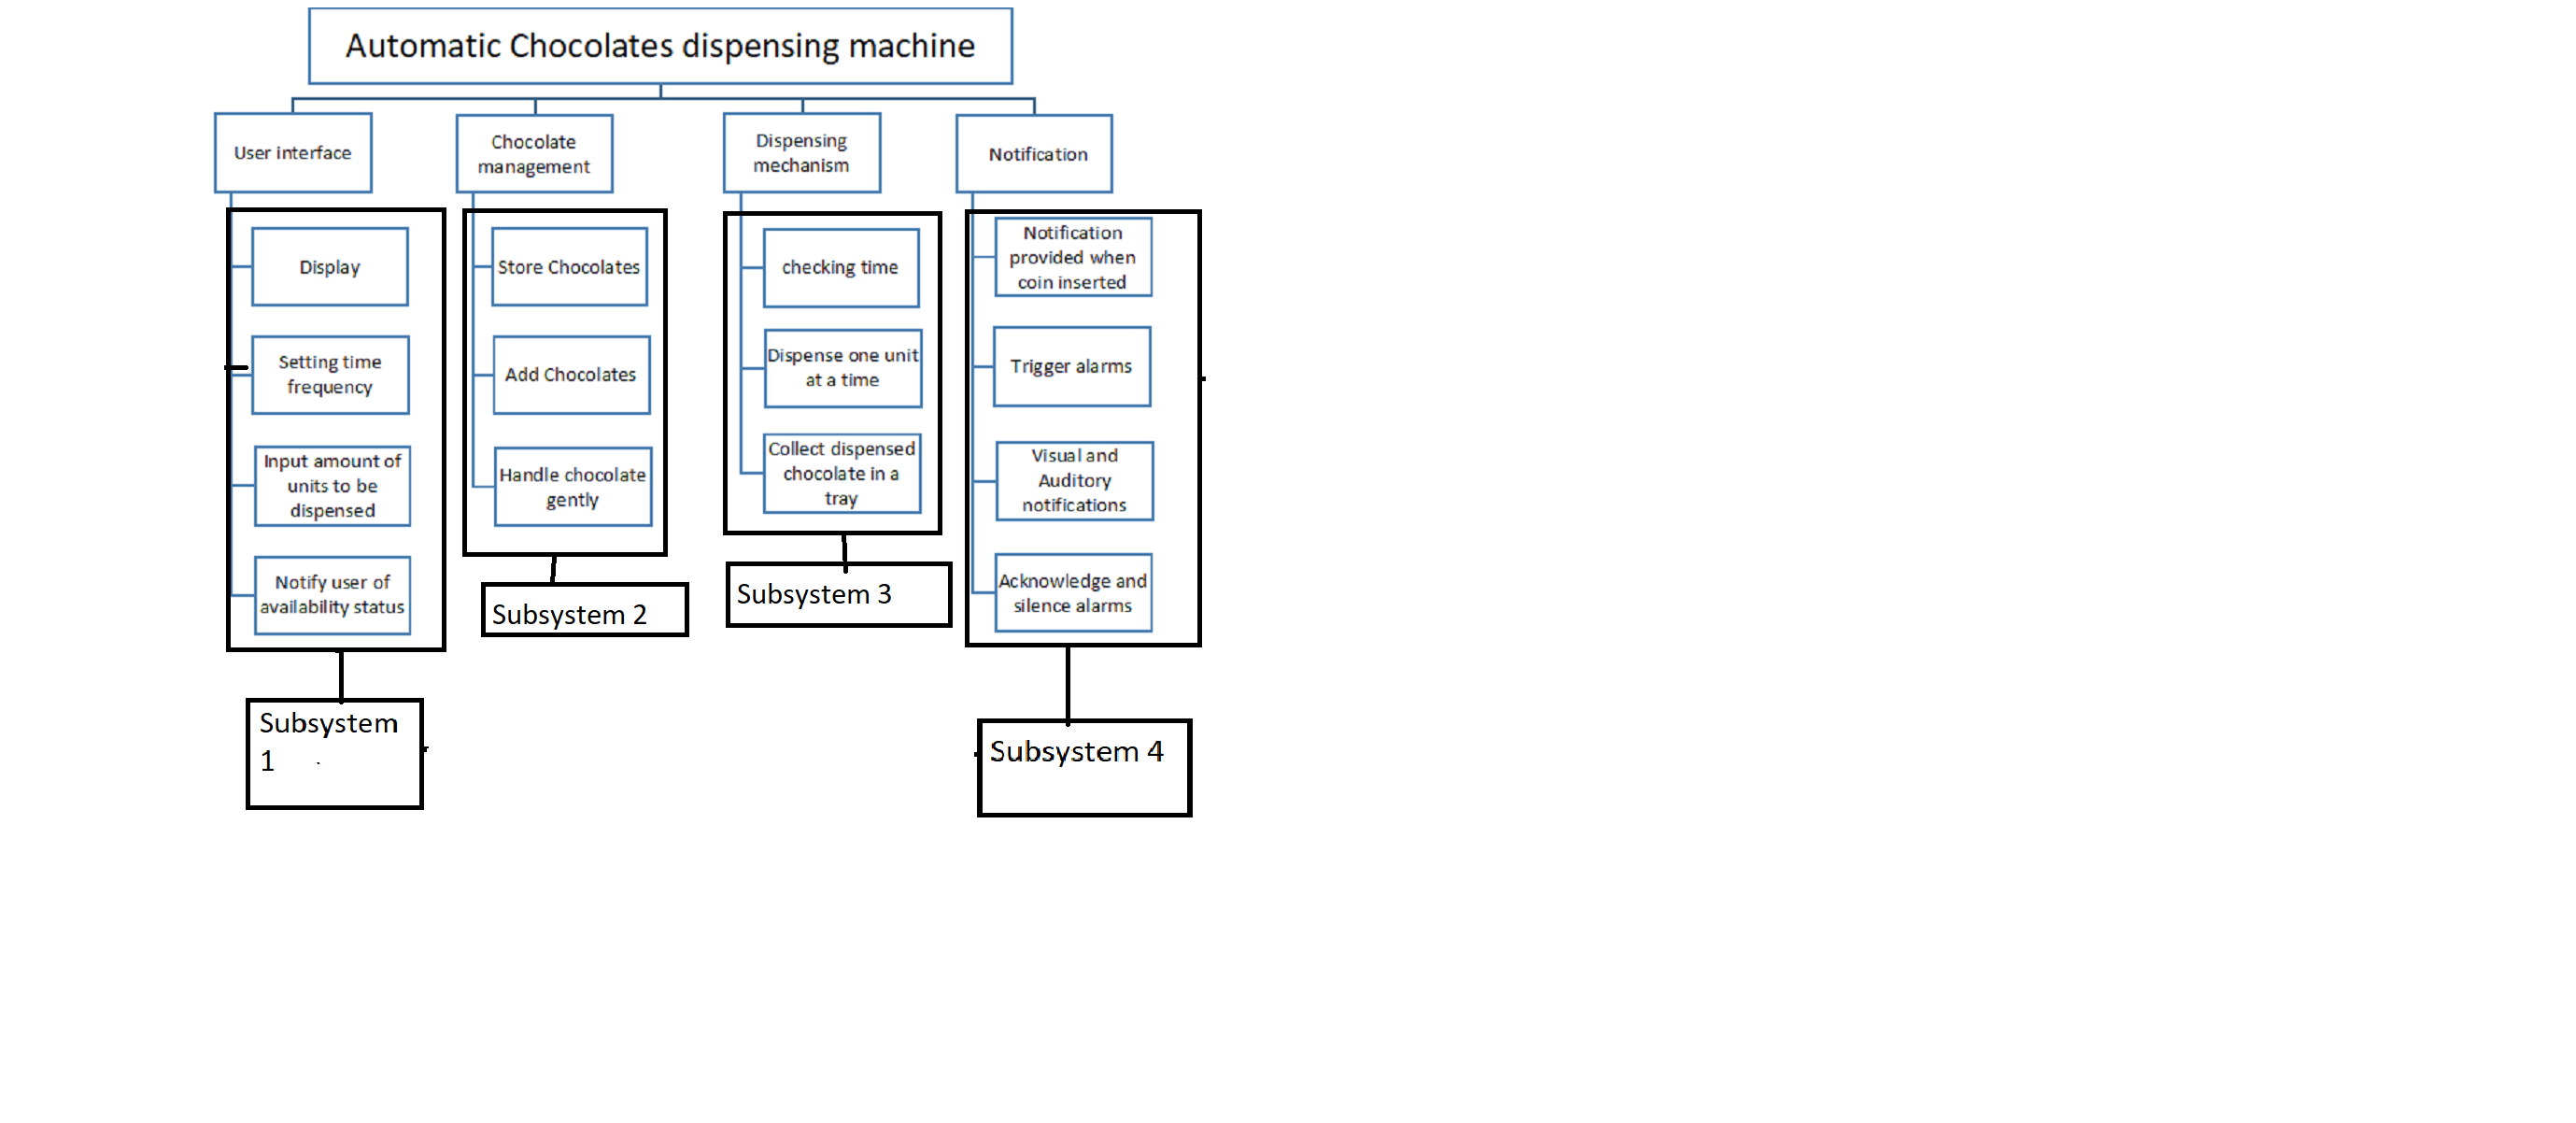 Automatic Chocolates dispensing machine
User interface
Chocolate
management
Dispensing
mechanism
Notification
Display
Setting time
frequency
Input amount of
units to be
dispensed
Notify user of
availability status
Store Chocolates
Add Chocolates
Handle chocolate
gently
checking time
Dispense one unit
at a time
Collect dispensed
chocolate in a
tray
Notification
provided when
coin inserted
Trigger alarms
Visual and
Auditory
notifications
Acknowledge and
silence alarms
Subsystem
1
Subsystem 2
Subsystem 3
Subsystem 4